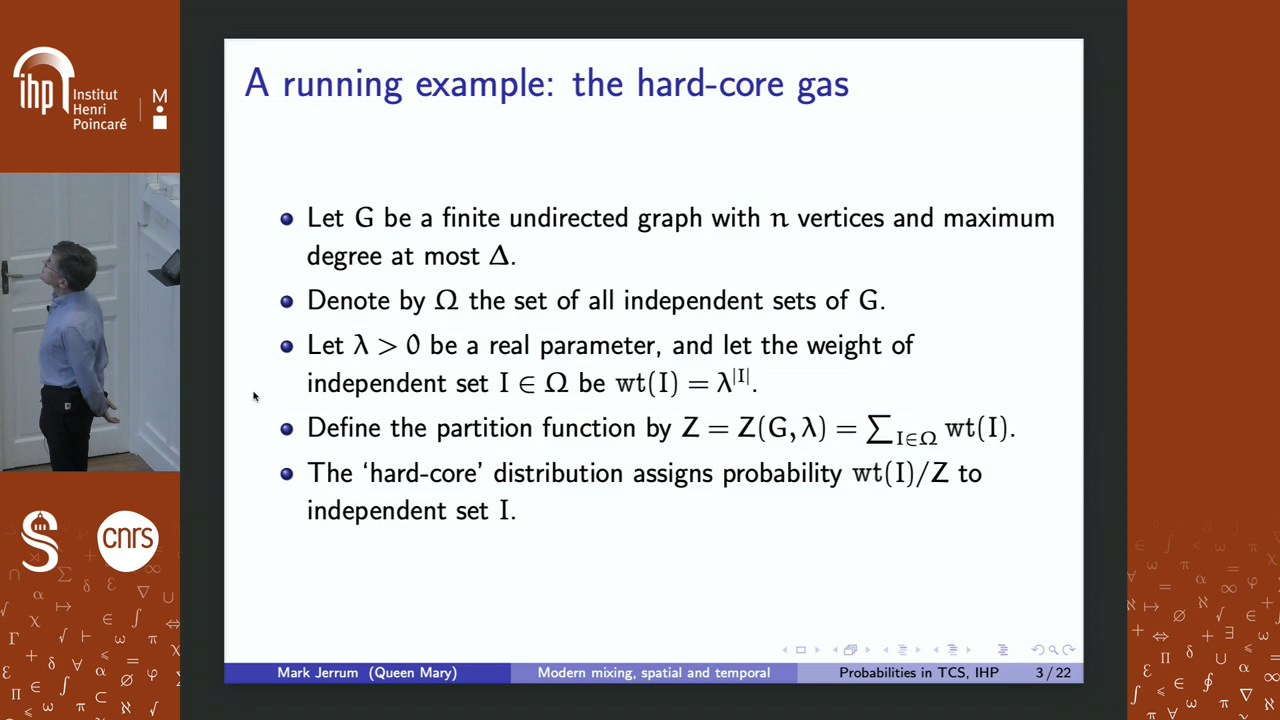 ihp
Institut
Henri
Poincaré
M
cnrs
A running example: the hard-core gas
Let G be a finite undirected graph with n vertices and maximum
degree at most Δ.
Denote by Ω the set of all independent sets of G.
Let λ > 0 be a real parameter, and let the weight of
independent set I ∈ Ω be wt(I) = λ^|I|.
Define the partition function by Z = Z(G, λ) = ∑_{I∈Ω} wt(I).
The ‘hard-core’ distribution assigns probability wt(I)/Z to
independent set I.
Mark Jerrum (Queen Mary)
Modern mixing, spatial and temporal
Probabilities in TCS, IHP
3 / 22